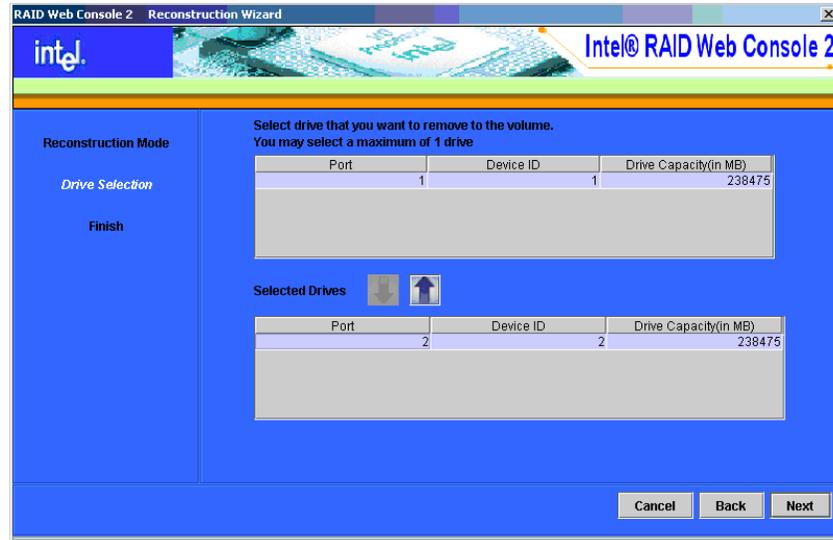 RAID Web Console 2 Reconstruction Wizard
intel.
Intel® RAID Web Console 2
Reconstruction Mode
Drive Selection
Finish
Select drive that you want to remove to the volume.
You may select a maximum of 1 drive
Port Device ID Drive Capacity(in MB)
1 1 238475
Selected Drives
Port Device ID Drive Capacity(in MB)
2 2 238475
Cancel Back Next